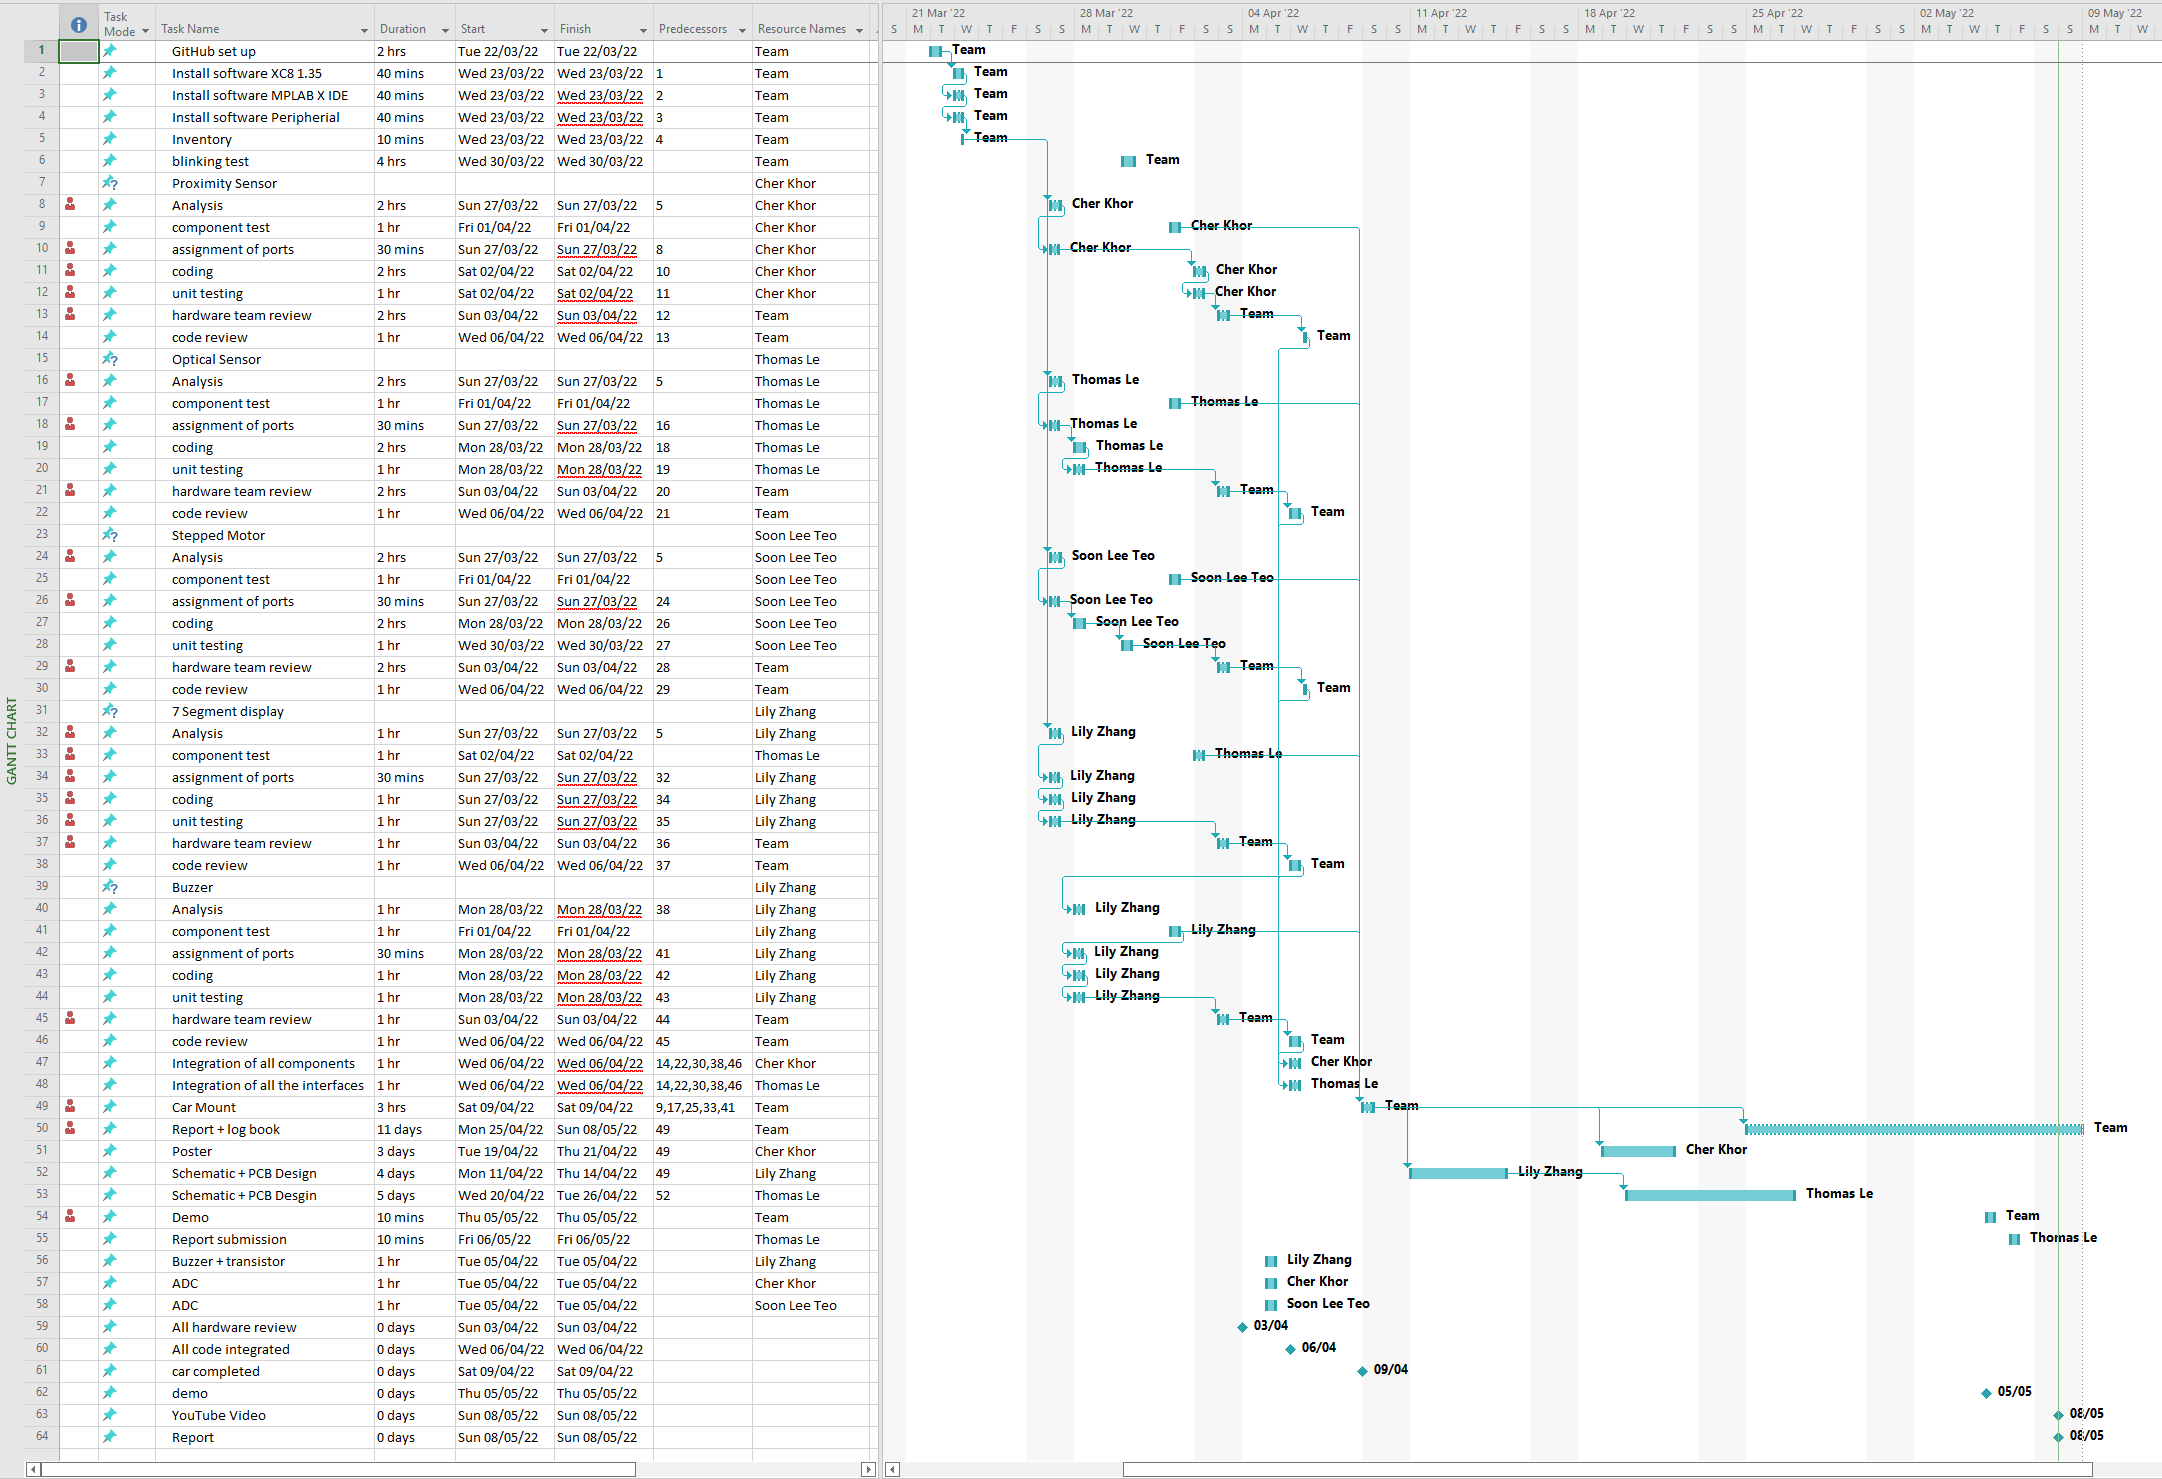 Task Mode Task Name Duration Start Finish Predecessors Resource Names
21 Mar '22 28 Mar '22 04 Apr '22 11 Apr '22 18 Apr '22 25 Apr '22 02 May '22 09 May '22
S M T W T F S S M T W T F S S M T W T F S S M T W T F S S M T W T F S S M T W T F S S M T W T F S S M T W
1 GitHub set up 2 hrs Tue 22/03/22 Tue 22/03/22 Team Team
2 Install software XC8 1.35 40 mins Wed 23/03/22 Wed 23/03/22 1 Team Team
3 Install software MPLAB X IDE 40 mins Wed 23/03/22 Wed 23/03/22 2 Team Team
4 Install software Peripherial 40 mins Wed 23/03/22 Wed 23/03/22 3 Team Team
5 Inventory 10 mins Wed 23/03/22 Wed 23/03/22 4 Team Team
6 blinking test 4 hrs Wed 30/03/22 Wed 30/03/22 Team Team
7 Proximity Sensor Cher Khor
8 Analysis 2 hrs Sun 27/03/22 Sun 27/03/22 5 Cher Khor Cher Khor
9 component test 1 hr Fri 01/04/22 Fri 01/04/22 Cher Khor Cher Khor
10 assignment of ports 30 mins Sun 27/03/22 Sun 27/03/22 8 Cher Khor Cher Khor
11 coding 2 hrs Sat 02/04/22 Sat 02/04/22 10 Cher Khor Cher Khor
12 unit testing 1 hr Sat 02/04/22 Sat 02/04/22 11 Cher Khor Cher Khor
13 hardware team review 2 hrs Sun 03/04/22 Sun 03/04/22 12 Team Team
14 code review 1 hr Wed 06/04/22 Wed 06/04/22 13 Team Team
15 Optical Sensor Thomas Le
16 Analysis 2 hrs Sun 27/03/22 Sun 27/03/22 5 Thomas Le Thomas Le
17 component test 1 hr Fri 01/04/22 Fri 01/04/22 Thomas Le Thomas Le
18 assignment of ports 30 mins Sun 27/03/22 Sun 27/03/22 16 Thomas Le Thomas Le
19 coding 2 hrs Mon 28/03/22 Mon 28/03/22 18 Thomas Le Thomas Le
20 unit testing 1 hr Mon 28/03/22 Mon 28/03/22 19 Thomas Le Thomas Le
21 hardware team review 2 hrs Sun 03/04/22 Sun 03/04/22 20 Team Team
22 code review 1 hr Wed 06/04/22 Wed 06/04/22 21 Team Team
23 Stepped Motor Soon Lee Teo
24 Analysis 2 hrs Sun 27/03/22 Sun 27/03/22 5 Soon Lee Teo Soon Lee Teo
25 component test 1 hr Fri 01/04/22 Fri 01/04/22 Soon Lee Teo Soon Lee Teo
26 assignment of ports 30 mins Sun 27/03/22 Sun 27/03/22 24 Soon Lee Teo Soon Lee Teo
27 coding 2 hrs Mon 28/03/22 Mon 28/03/22 26 Soon Lee Teo Soon Lee Teo
28 unit testing 1 hr Wed 30/03/22 Wed 30/03/22 27 Soon Lee Teo Soon Lee Teo
29 hardware team review 2 hrs Sun 03/04/22 Sun 03/04/22 28 Team Team
30 code review 1 hr Wed 06/04/22 Wed 06/04/22 29 Team Team
31 7 Segment display Lily Zhang
32 Analysis 1 hr Sun 27/03/22 Sun 27/03/22 5 Lily Zhang Lily Zhang
33 component test 1 hr Sat 02/04/22 Sat 02/04/22 Thomas Le Thomas Le
34 assignment of ports 30 mins Sun 27/03/22 Sun 27/03/22 32 Lily Zhang Lily Zhang
35 coding 1 hr Sun 27/03/22 Sun 27/03/22 34 Lily Zhang Lily Zhang
36 unit testing 1 hr Sun 27/03/22 Sun 27/03/22 35 Lily Zhang Lily Zhang
37 hardware team review 1 hr Sun 03/04/22 Sun 03/04/22 36 Team Team
38 code review 1 hr Wed 06/04/22 Wed 06/04/22 37 Team Team
39 Buzzer Lily Zhang
40 Analysis 1 hr Mon 28/03/22 Mon 28/03/22 38 Lily Zhang Lily Zhang
41 component test 1 hr Fri 01/04/22 Fri 01/04/22 Lily Zhang Lily Zhang
42 assignment of ports 30 mins Mon 28/03/22 Mon 28/03/22 41 Lily Zhang Lily Zhang
43 coding 1 hr Mon 28/03/22 Mon 28/03/22 42 Lily Zhang Lily Zhang
44 unit testing 1 hr Mon 28/03/22 Mon 28/03/22 43 Lily Zhang Lily Zhang
45 hardware team review 1 hr Sun 03/04/22 Sun 03/04/22 44 Team Team
46 code review 1 hr Wed 06/04/22 Wed 06/04/22 45 Team Team
47 Integration of all components 1 hr Wed 06/04/22 Wed 06/04/22 14,22,30,38,46 Cher Khor Cher Khor
48 Integration of all the interfaces 1 hr Wed 06/04/22 Wed 06/04/22 14,22,30,38,46 Thomas Le Thomas Le
49 Car Mount 3 hrs Sat 09/04/22 Sat 09/04/22 9,17,25,33,41 Team Team
50 Report + log book 11 days Mon 25/04/22 Sun 08/05/22 49 Team Team
51 Poster 3 days Tue 19/04/22 Thu 21/04/22 49 Cher Khor Cher Khor
52 Schematic + PCB Design 4 days Mon 11/04/22 Thu 14/04/22 49 Lily Zhang Lily Zhang
53 Schematic + PCB Desgin 5 days Wed 20/04/22 Tue 26/04/22 52 Thomas Le Thomas Le
54 Demo 10 mins Thu 05/05/22 Thu 05/05/22 Team Team
55 Report submission 10 mins Fri 06/05/22 Fri 06/05/22 Thomas Le Thomas Le
56 Buzzer + transistor 1 hr Tue 05/04/22 Tue 05/04/22 Lily Zhang Lily Zhang
57 ADC 1 hr Tue 05/04/22 Tue 05/04/22 Cher Khor Cher Khor
58 ADC 1 hr Tue 05/04/22 Tue 05/04/22 Soon Lee Teo Soon Lee Teo
59 All hardware review 0 days Sun 03/04/22 Sun 03/04/22 03/04
60 All code integrated 0 days Wed 06/04/22 Wed 06/04/22 06/04
61 car completed 0 days Sat 09/04/22 Sat 09/04/22 09/04
62 demo 0 days Thu 05/05/22 Thu 05/05/22 05/05
63 YouTube Video 0 days Sun 08/05/22 Sun 08/05/22 08/05
64 Report 0 days Sun 08/05/22 Sun 08/05/22 08/05
GANTT CHART